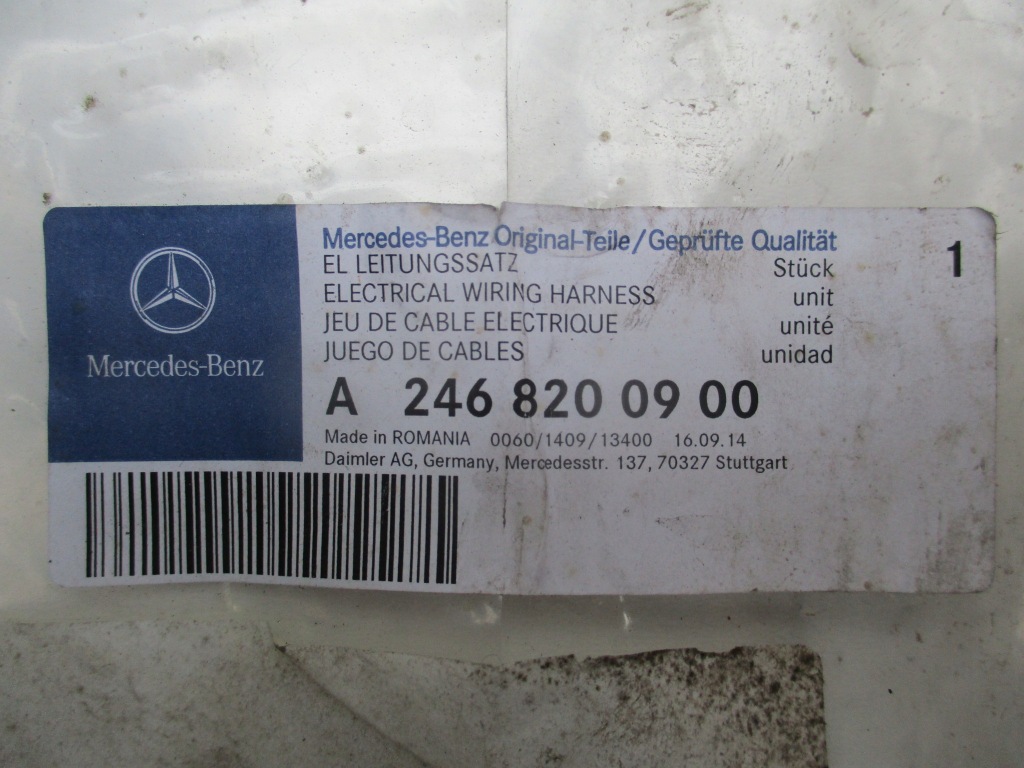 Mercedes-Benz
Mercedes-Benz Original-Teile/Geprüfte Qualität 1
EL LEITUNGSSATZ Stück
ELECTRICAL WIRING HARNESS unit
JEU DE CABLE ELECTRIQUE unité
JUEGO DE CABLES unidad
A 246 820 09 00
Made in ROMANIA 0060/1409/13400 16.09.14
Daimler AG, Germany, Mercedesstr. 137, 70327 Stuttgart